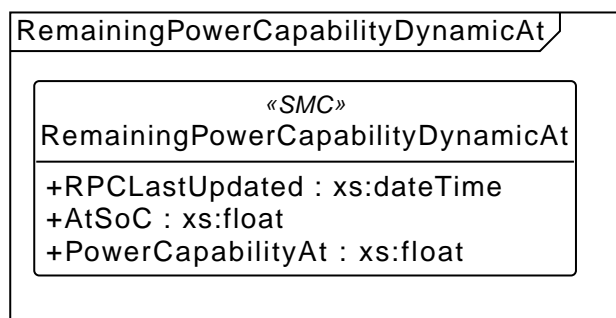 RemainingPowerCapabilityDynamicAt
«SMC»
RemainingPowerCapabilityDynamicAt
+RPCLastUpdated : xs:dateTime
+AtSoC : xs:float
+PowerCapabilityAt : xs:float